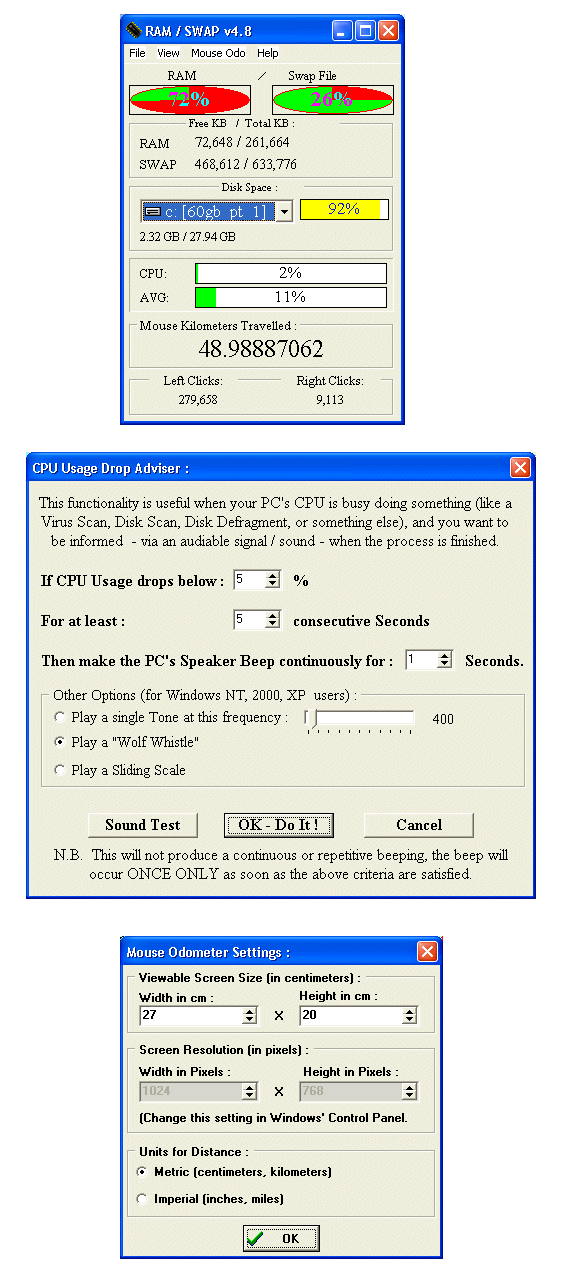 RAM / SWAP v4.8
File View Mouse Odo Help
RAM / Swap File
72% 26%
Free KB / Total KB :
RAM 72,648 / 261,664
SWAP 468,612 / 633,776
Disk Space :
c: [60gb pt 1] 92%
2.32 GB / 27.94 GB
CPU: 2%
AVG: 11%
Mouse Kilometers Travelled :
48.98887062
Left Clicks: Right Clicks:
279,658 9,113
CPU Usage Drop Adviser :
This functionality is useful when your PC's CPU is busy doing something (like a
Virus Scan, Disk Scan, Disk Defragment, or something else), and you want to
be informed - via an audiable signal / sound - when the process is finished.
If CPU Usage drops below : 5 %
For at least : 5 consecutive Seconds
Then make the PC's Speaker Beep continuously for : 1 Seconds.
Other Options (for Windows NT, 2000, XP users) :
Play a single Tone at this frequency : 400
Play a "Wolf Whistle"
Play a Sliding Scale
Sound Test OK - Do It ! Cancel
N.B. This will not produce a continuous or repetitive beeping, the beep will
occur ONCE ONLY as soon as the above criteria are satisfied.
Mouse Odometer Settings :
Viewable Screen Size (in centimeters) :
Width in cm : Height in cm :
27 X 20
Screen Resolution (in pixels) :
Width in Pixels : Height in Pixels :
1024 X 768
(Change this setting in Windows' Control Panel.
Units for Distance :
Metric (centimeters, kilometers)
Imperial (inches, miles)
OK